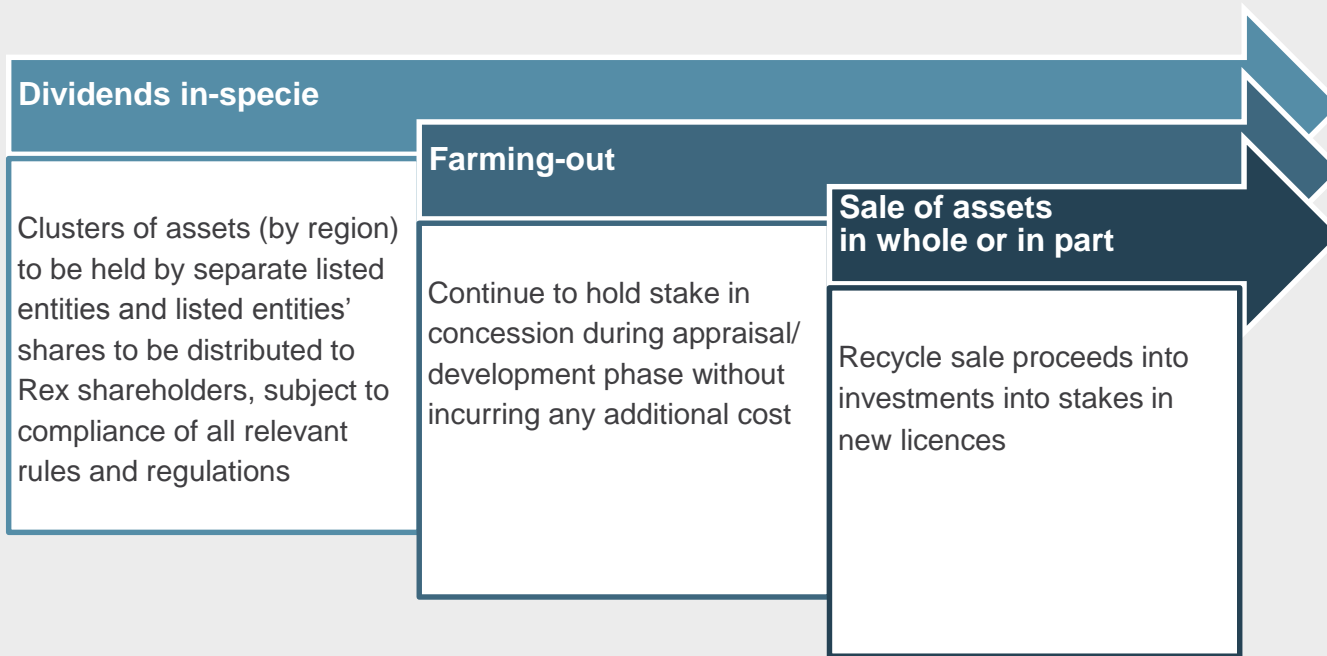 Dividends in-specie
Clusters of assets (by region)
to be held by separate listed
entities and listed entities’
shares to be distributed to
Rex shareholders, subject to
compliance of all relevant
rules and regulations
Farming-out
Continue to hold stake in
concession during appraisal/
development phase without
incurring any additional cost
Sale of assets
in whole or in part
Recycle sale proceeds into
investments into stakes in
new licences